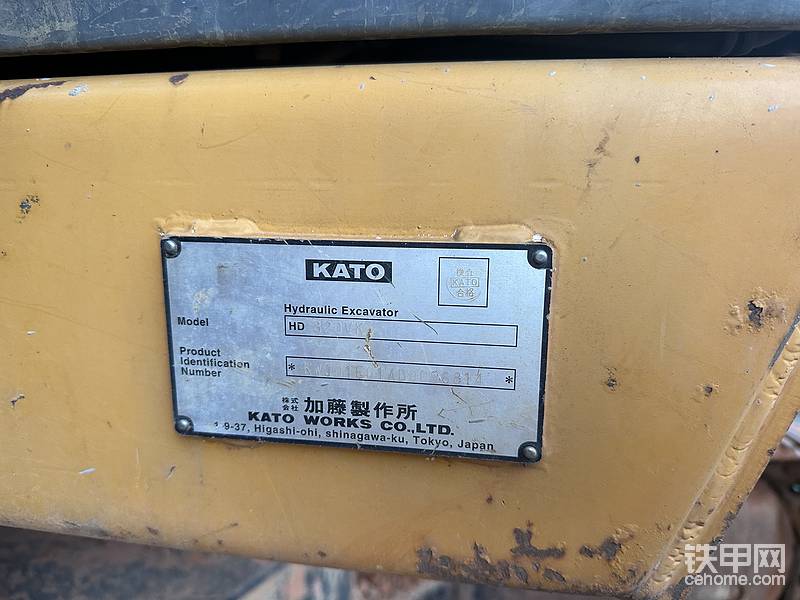 KATO
検査
KATO
合格
Hydraulic Excavator
Model
HD
Product
Identification
Number
* *
株式
会社 加藤製作所
KATO WORKS CO.,LTD.
1-9-37, Higashi-ohi, shinagawa-ku, Tokyo, Japan
铁甲网
cehome.com